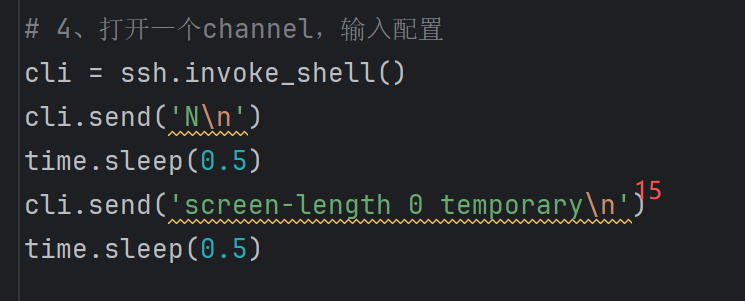 # 4、打开一个channel，输入配置
cli = ssh.invoke_shell()
cli.send('N\n')
time.sleep(0.5)
cli.send('screen-length 0 temporary\n')
15
time.sleep(0.5)